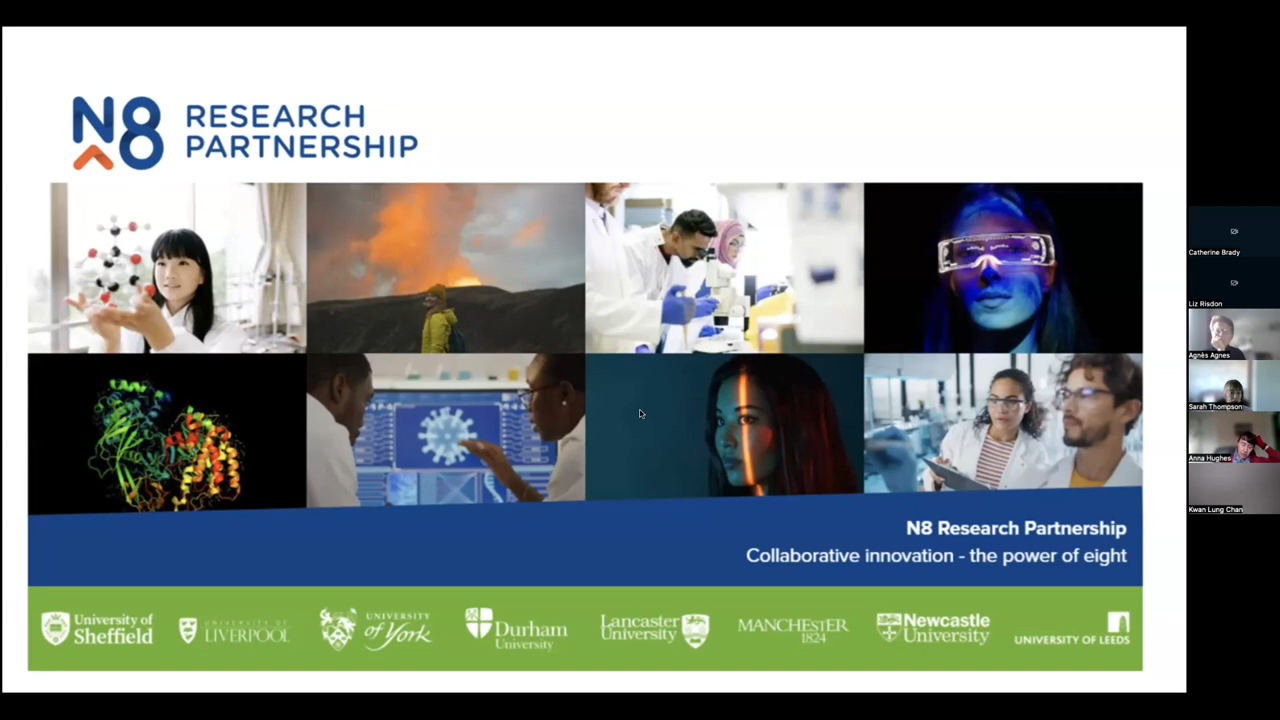 N8 RESEARCH
PARTNERSHIP
N8 Research Partnership
Collaborative innovation - the power of eight
University of
Sheffield
UNIVERSITY OF
LIVERPOOL
UNIVERSITY
of York
Durham
University
Lancaster
University
MANCHESTER
1824
Newcastle
University
UNIVERSITY OF LEEDS
Catherine Brady
Liz Risdon
Agnès Agnes
Sarah Thompson
Anna Hughes
Kwan Lung Chan